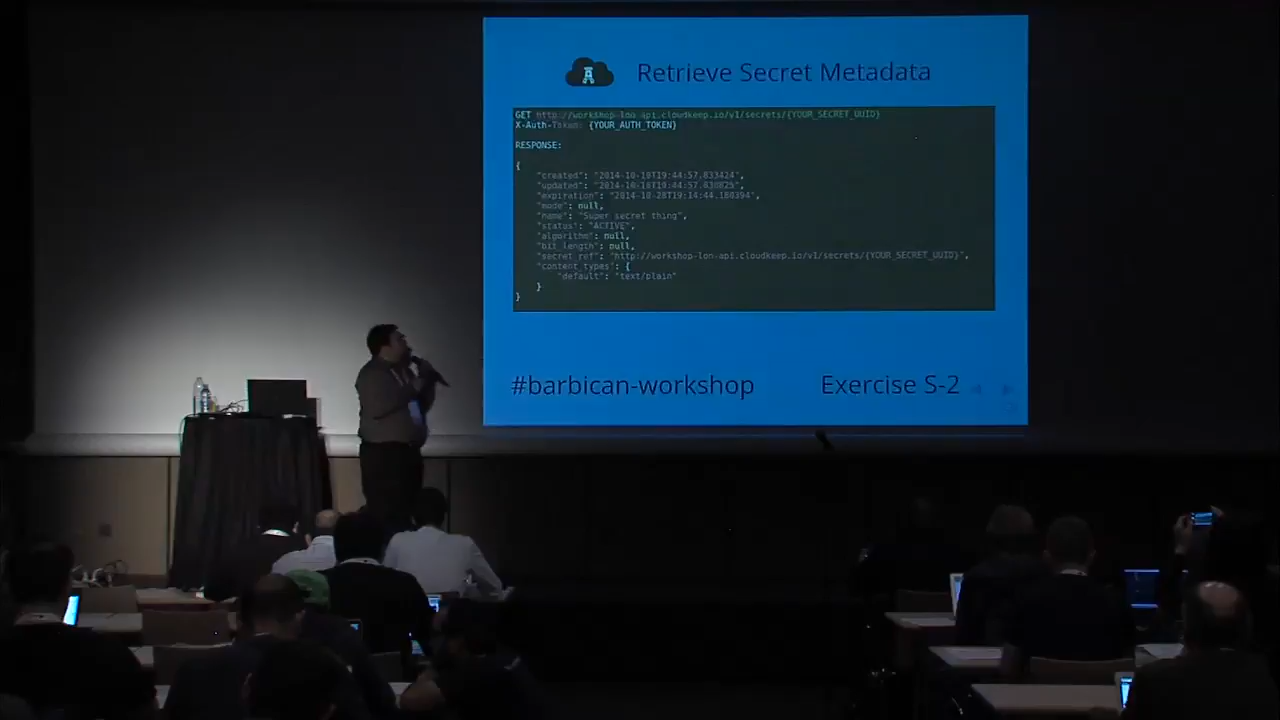 Retrieve Secret Metadata
GET http://workshop-lon-api.cloudkeep.io/v1/secrets/{YOUR_SECRET_UUID}
X-Auth-Token: {YOUR_AUTH_TOKEN}
RESPONSE:
{
"created": "2014-10-18T19:44:57.833424",
"updated": "2014-10-18T19:44:57.838825",
"expiration": "2014-10-28T19:14:44.180394",
"mode": null,
"name": "Super secret thing",
"status": "ACTIVE",
"algorithm": null,
"bit_length": null,
"secret_ref": "http://workshop-lon-api.cloudkeep.io/v1/secrets/{YOUR_SECRET_UUID}",
"content_types": {
"default": "text/plain"
}
}
#barbican-workshop
Exercise S-2